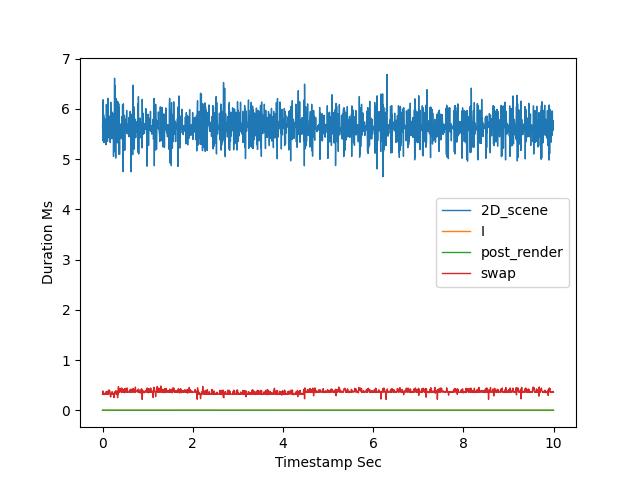 7
6
5
4
3
2
1
0
Duration Ms
2D_scene
I
post_render
swap
0 2 4 6 8 10
Timestamp Sec